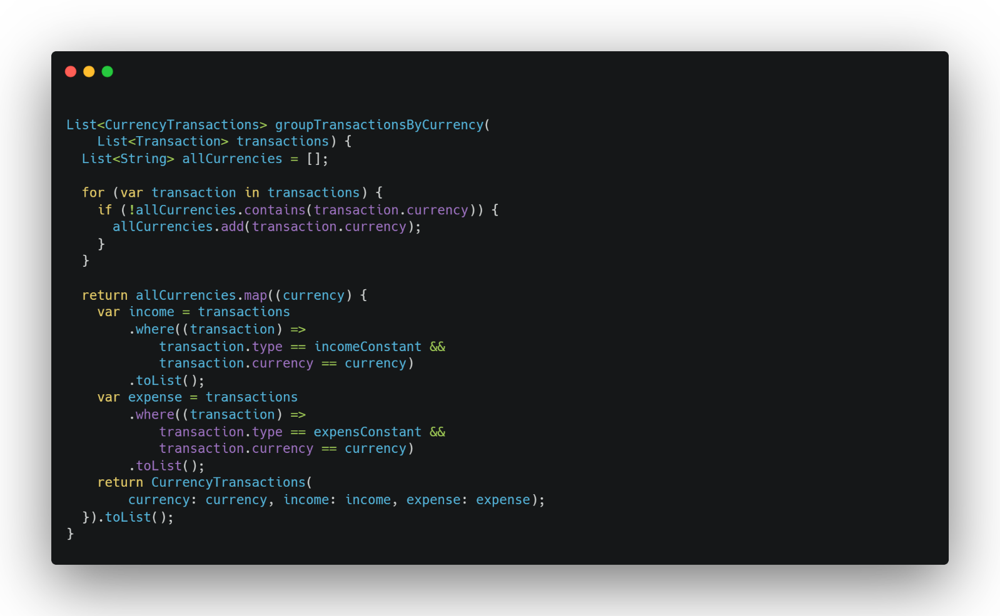 List<CurrencyTransactions> groupTransactionsByCurrency(
    List<Transaction> transactions) {
  List<String> allCurrencies = [];

  for (var transaction in transactions) {
    if (!allCurrencies.contains(transaction.currency)) {
      allCurrencies.add(transaction.currency);
    }
  }

  return allCurrencies.map((currency) {
    var income = transactions
        .where((transaction) =>
            transaction.type == incomeConstant &&
            transaction.currency == currency)
        .toList();
    var expense = transactions
        .where((transaction) =>
            transaction.type == expensConstant &&
            transaction.currency == currency)
        .toList();
    return CurrencyTransactions(
        currency: currency, income: income, expense: expense);
  }).toList();
}